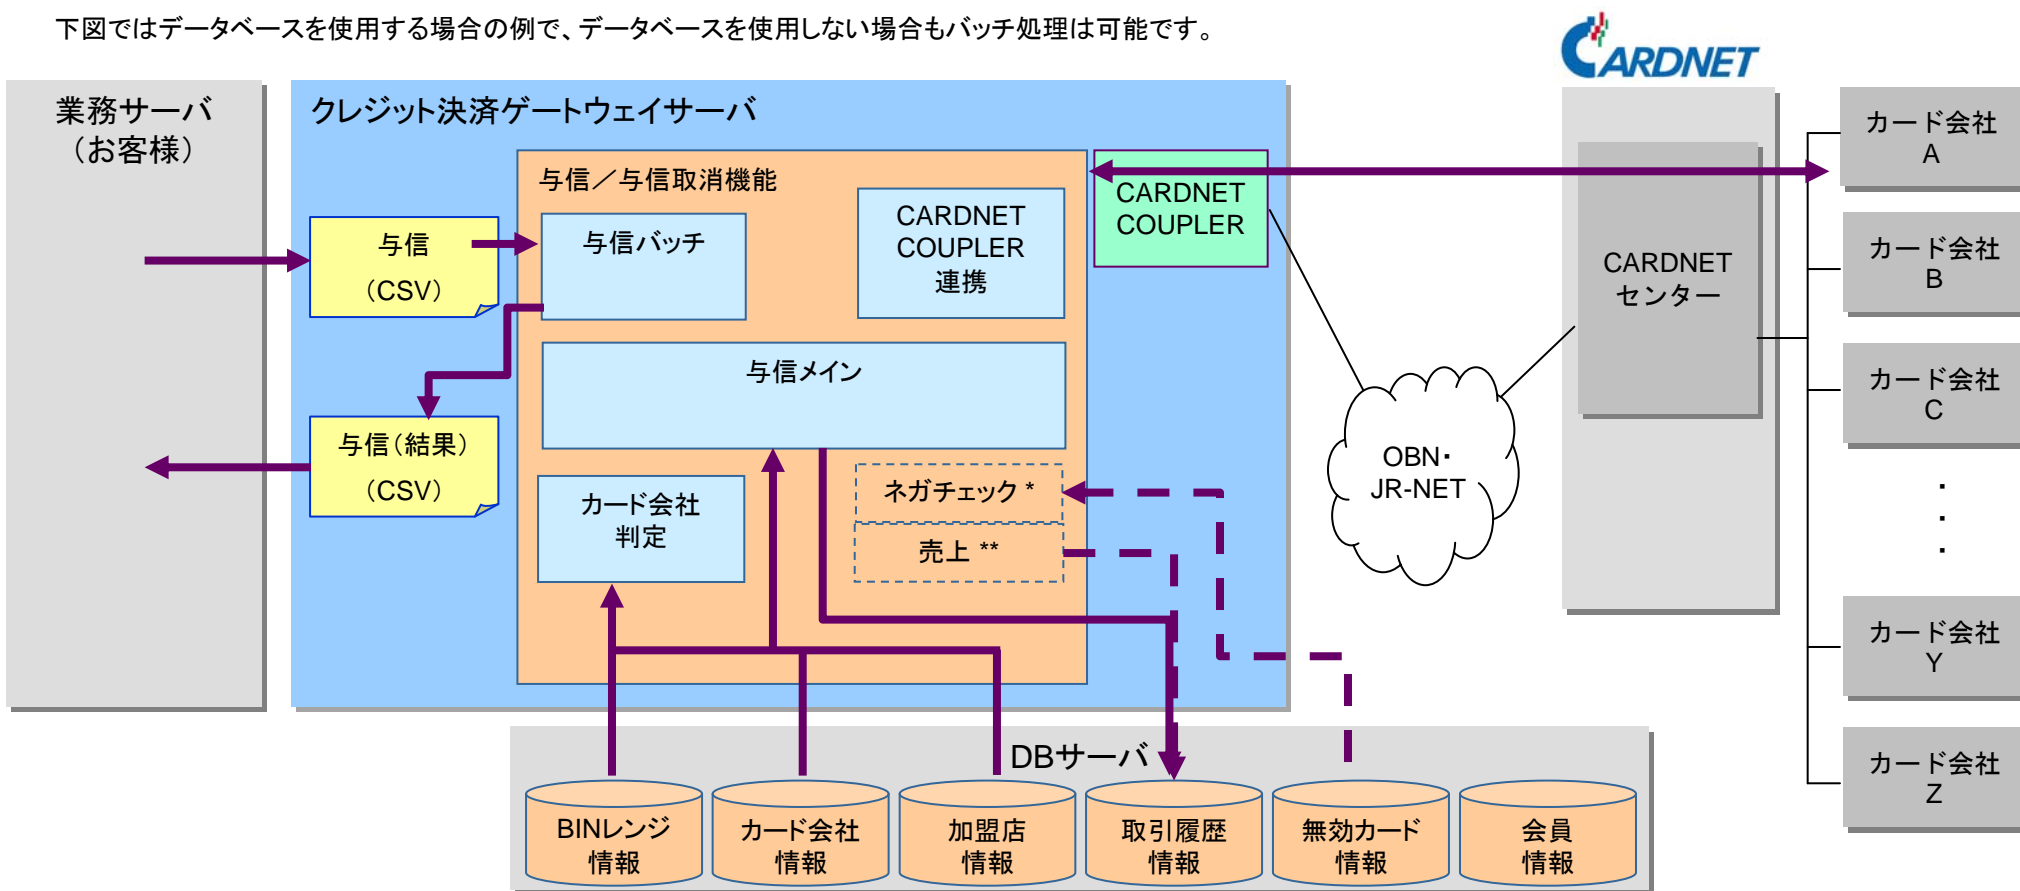 下図ではデータベースを使用する場合の例で、データベースを使用しない場合もバッチ処理は可能です。
CARDNET
業務サーバ
（お客様）
クレジット決済ゲートウェイサーバ
与信／与信取消機能
与信
（CSV）
与信バッチ
CARDNET
COUPLER
連携
CARDNET
COUPLER
与信メイン
与信（結果）
（CSV）
カード会社
判定
ネガチェック *
売上 **
OBN・
JR-NET
CARDNET
センター
カード会社
A
カード会社
B
カード会社
C
・
・
・
カード会社
Y
カード会社
Z
DBサーバ
BINレンジ
情報
カード会社
情報
加盟店
情報
取引履歴
情報
無効カード
情報
会員
情報